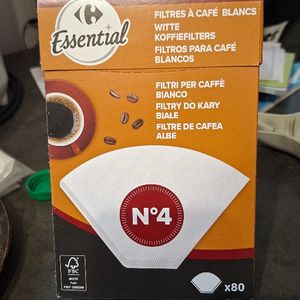 Essential
FILTRES À CAFÉ BLANCS
WITTE
KOFFIEFILTERS
FILTROS PARA CAFÉ
BLANCOS
FILTRI PER CAFFÈ
BIANCO
FILTRY DO KAWY
BIAŁE
FILTRE DE CAFEA
ALBE
N°4
FSC
x80